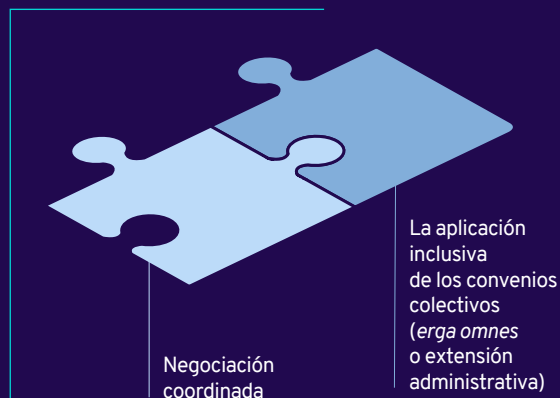 La aplicación
inclusiva
de los convenios
colectivos
(erga omnes
o extensión
administrativa)
Negociación
coordinada